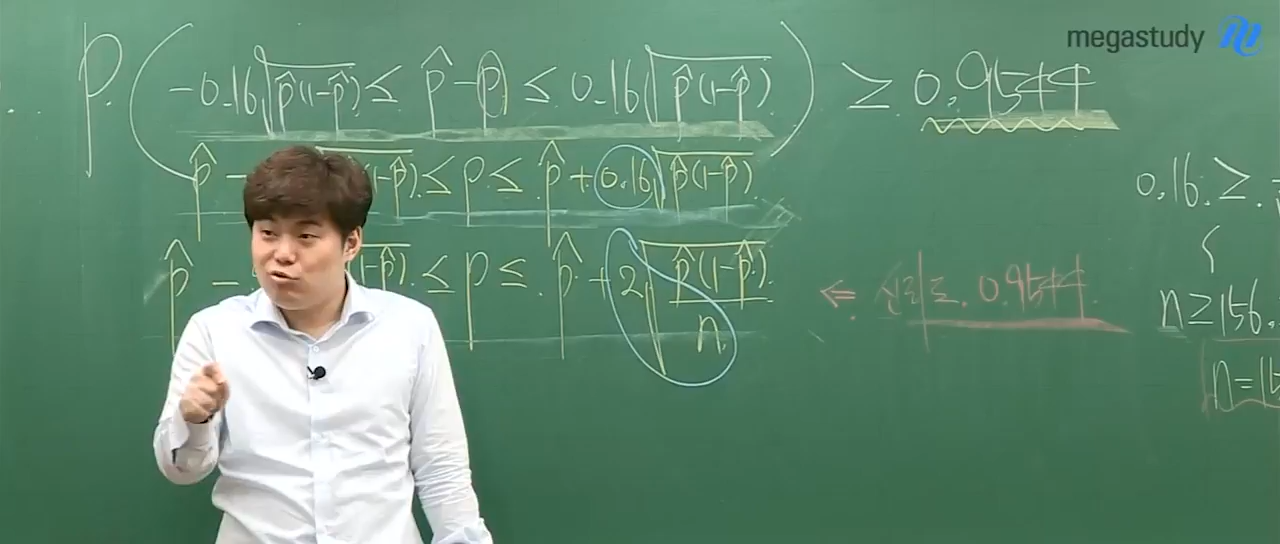 megastudy
P(-0.16√p̂(1-p̂) ≤ p̂-p ≤ 0.16√p̂(1-p̂)) ≥ 0.9544
p̂ - (1-p̂) ≤ p ≤ p̂+0.16√p̂(1-p̂)
0.16 ≥
p̂ - (1-p̂) ≤ p ≤ p̂+2√p̂(1-p̂)/n ⇐ 신뢰도. 0.9544
n ≥ 156.
n = 15